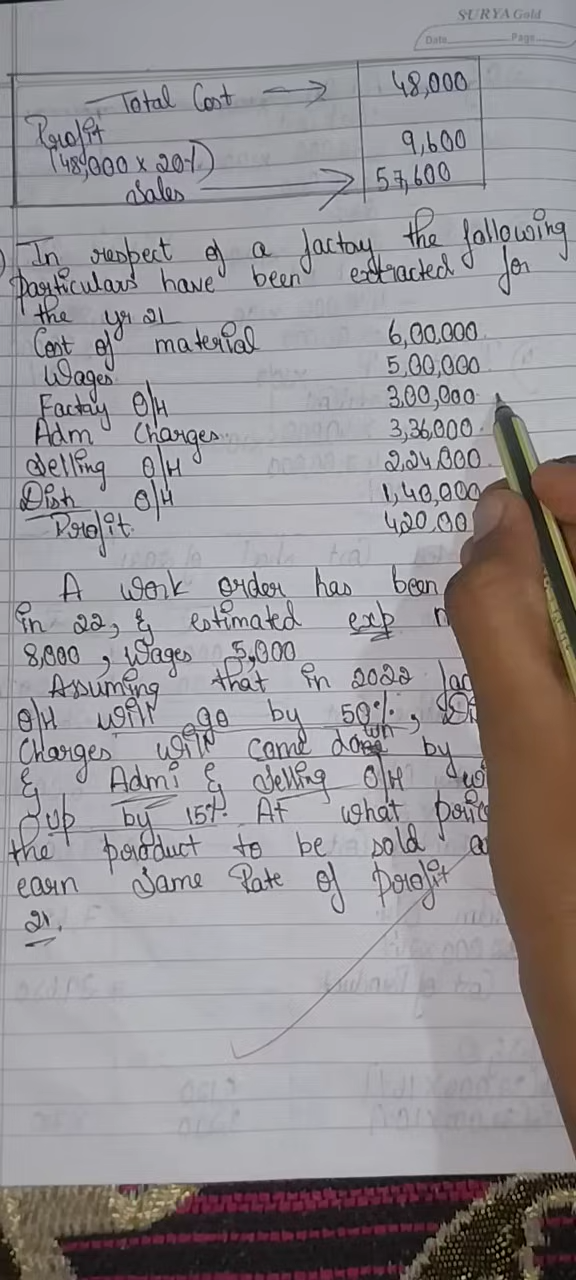 SURYA Gold
Date Page
Total Cost → 48,000
Profit
(48,000 x 20%) 9,600
Sales → 57,600
In respect of a factory the following
particulars have been extracted for
the yr 21
Cost of material 6,00,000
Wages 5,00,000
Factory O/H 3,00,000
Adm Charges 3,36,000
Selling O/H 2,24,000
Dish O/H 1,40,000
Profit 420,00
A work order has been
in 22, & estimated exp
8,000, Wages 5,000
Assuming that in 2022
O/H will go by 50%,
Charges will come down by
& Admi & Selling O/H
up by 15% At what price
the product to be sold
earn same Rate of profit
21.